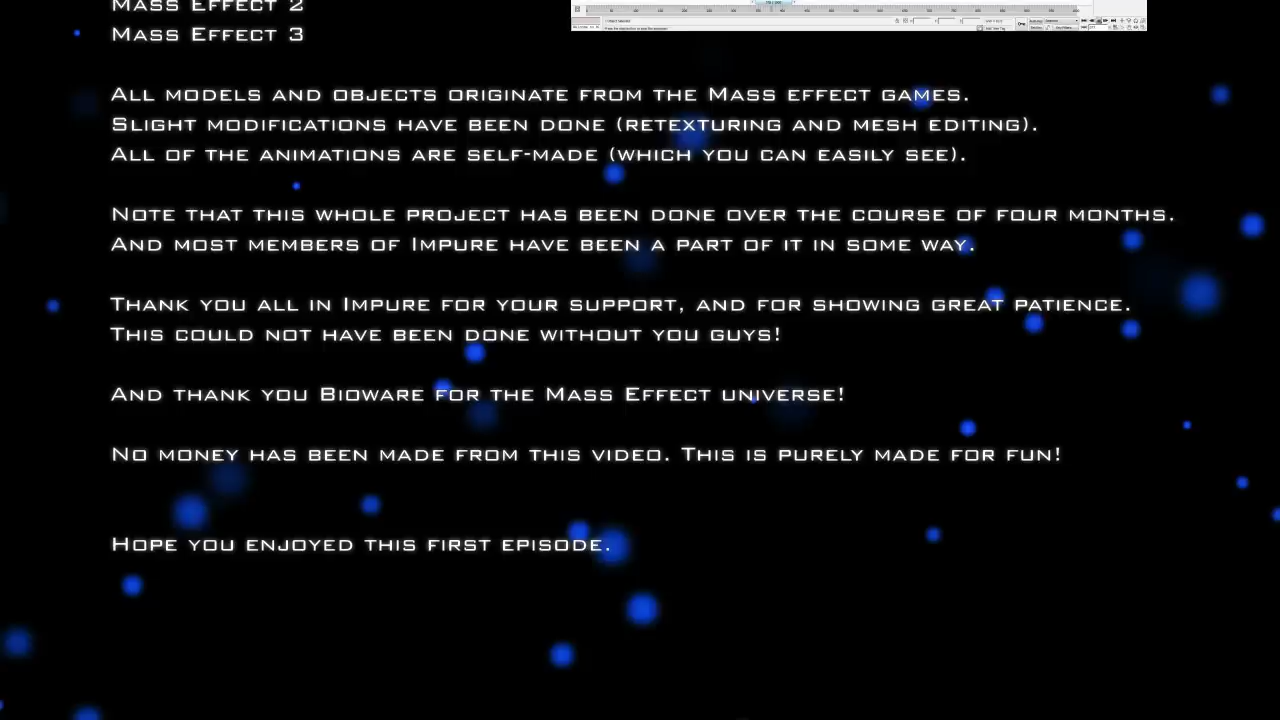 Mass Effect 2
Mass Effect 3
All models and objects originate from the Mass effect games.
Slight modifications have been done (retexturing and mesh editing).
All of the animations are self-made (which you can easily see).
Note that this whole project has been done over the course of four months.
And most members of Impure have been a part of it in some way.
Thank you all in Impure for your support, and for showing great patience.
This could not have been done without you guys!
And thank you Bioware for the Mass Effect universe!
No money has been made from this video. This is purely made for fun!
Hope you enjoyed this first episode.